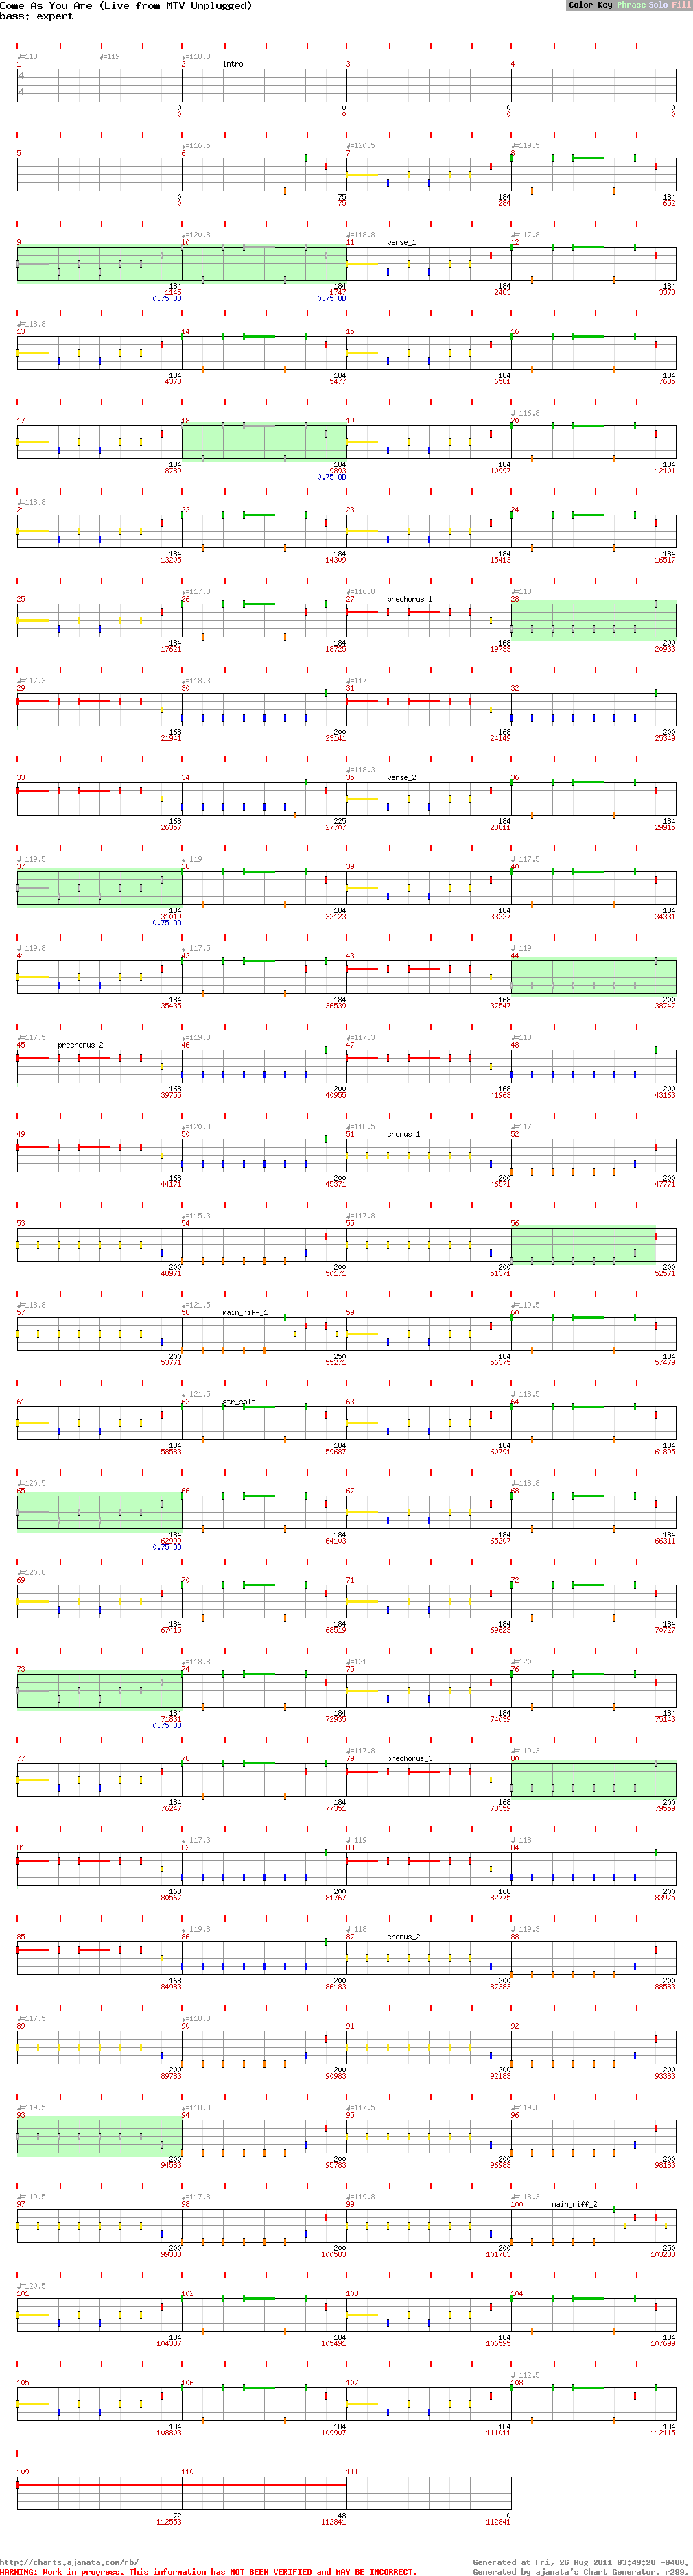 Come As You Are (Live from MTV Unplugged)
bass: expert
Color Key Phrase Solo Fill
♩=118 ♩=119 ♩=118.3
1 2 intro 3 4
4
4
0 0 0 0
0 0 0 0
♩=116.5 ♩=120.5 ♩=119.5
5 6 7 8
0 75 184 184
0 75 284 652
♩=120.8 ♩=118.8 ♩=117.8
9 10 11 verse_1 12
184 184 184 184
1145 1747 2483 3378
0.75 OD 0.75 OD
♩=118.8
13 14 15 16
184 184 184 184
4373 5477 6581 7685
♩=116.8
17 18 19 20
184 184 184 184
8789 9893 10997 12101
0.75 OD
♩=118.8
21 22 23 24
184 184 184 184
13205 14309 15413 16517
♩=117.8 ♩=116.8 ♩=118
25 26 27 prechorus_1 28
184 184 168 200
17621 18725 19733 20933
♩=117.3 ♩=118.3 ♩=117
29 30 31 32
168 200 168 200
21941 23141 24149 25349
♩=118.3
33 34 35 verse_2 36
168 225 184 184
26357 27707 28811 29915
♩=119.5 ♩=119 ♩=117.5
37 38 39 40
184 184 184 184
31019 32123 33227 34331
0.75 OD
♩=119.8 ♩=117.5 ♩=119
41 42 43 44
184 184 168 200
35435 36539 37547 38747
♩=117.5 ♩=119.8 ♩=117.3 ♩=118
45 prechorus_2 46 47 48
168 200 168 200
39755 40955 41963 43163
♩=120.3 ♩=118.5 ♩=117
49 50 51 chorus_1 52
168 200 200 200
44171 45371 46571 47771
♩=115.3 ♩=117.8
53 54 55 56
200 200 200 200
48971 50171 51371 52571
♩=118.8 ♩=121.5 ♩=119.5
57 58 main_riff_1 59 60
200 250 184 184
53771 55271 56375 57479
♩=121.5 ♩=118.5
61 62 gtr_solo 63 64
184 184 184 184
58583 59687 60791 61895
♩=120.5 ♩=118.8
65 66 67 68
184 184 184 184
62999 64103 65207 66311
0.75 OD
♩=120.8
69 70 71 72
184 184 184 184
67415 68519 69623 70727
♩=118.8 ♩=121 ♩=120
73 74 75 76
184 184 184 184
71831 72935 74039 75143
0.75 OD
♩=117.8 ♩=119.3
77 78 79 prechorus_3 80
184 184 168 200
76247 77351 78359 79559
♩=117.3 ♩=119 ♩=118
81 82 83 84
168 200 168 200
80567 81767 82775 83975
♩=119.8 ♩=118 ♩=119.3
85 86 87 chorus_2 88
168 200 200 200
84983 86183 87383 88583
♩=117.5 ♩=118.8
89 90 91 92
200 200 200 200
89783 90983 92183 93383
♩=119.5 ♩=118.3 ♩=117.5 ♩=119.8
93 94 95 96
200 200 200 200
94583 95783 96983 98183
♩=119.5 ♩=117.8 ♩=119.8 ♩=118.3
97 98 99 100 main_riff_2
200 200 200 250
99383 100583 101783 103283
♩=120.5
101 102 103 104
184 184 184 184
104387 105491 106595 107699
♩=112.5
105 106 107 108
184 184 184 184
108803 109907 111011 112115
109 110 111
72 48 0
112553 112841 112841
http://charts.ajanata.com/rb/
Generated at Fri, 26 Aug 2011 03:49:20 -0400.
WARNING: Work in progress. This information has NOT BEEN VERIFIED and MAY BE INCORRECT.
Generated by ajanata's Chart Generator, r299.